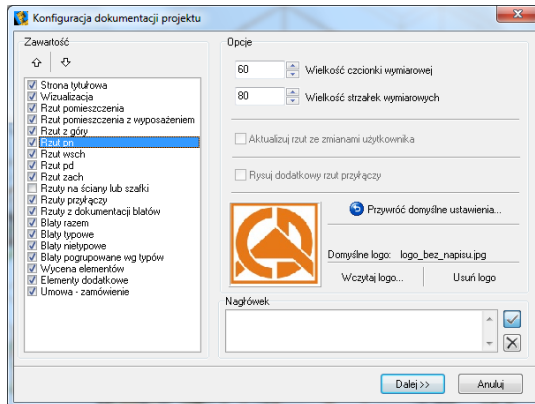 Konfiguracja dokumentacji projektu
Zawartość
Strona tytułowa
Wizualizacja
Rzut pomieszczenia
Rzut pomieszczenia z wyposażeniem
Rzut z góry
Rzut pn
Rzut wsch
Rzut pd
Rzut zach
Rzuty na ściany lub szafki
Rzuty przyłączy
Rzuty z dokumentacji blatów
Blaty razem
Blaty typowe
Blaty nietypowe
Blaty pogrupowane wg typów
Wycena elementów
Elementy dodatkowe
Umowa - zamówienie
Opcje
60 Wielkość czcionki wymiarowej
80 Wielkość strzałek wymiarowych
Aktualizuj rzut ze zmianami użytkownika
Rysuj dodatkowy rzut przyłączy
Przywróć domyślne ustawienia...
Domyślne logo: logo_bez_napisu.jpg
Wczytaj logo... Usuń logo
Nagłówek
Dalej >> Anuluj